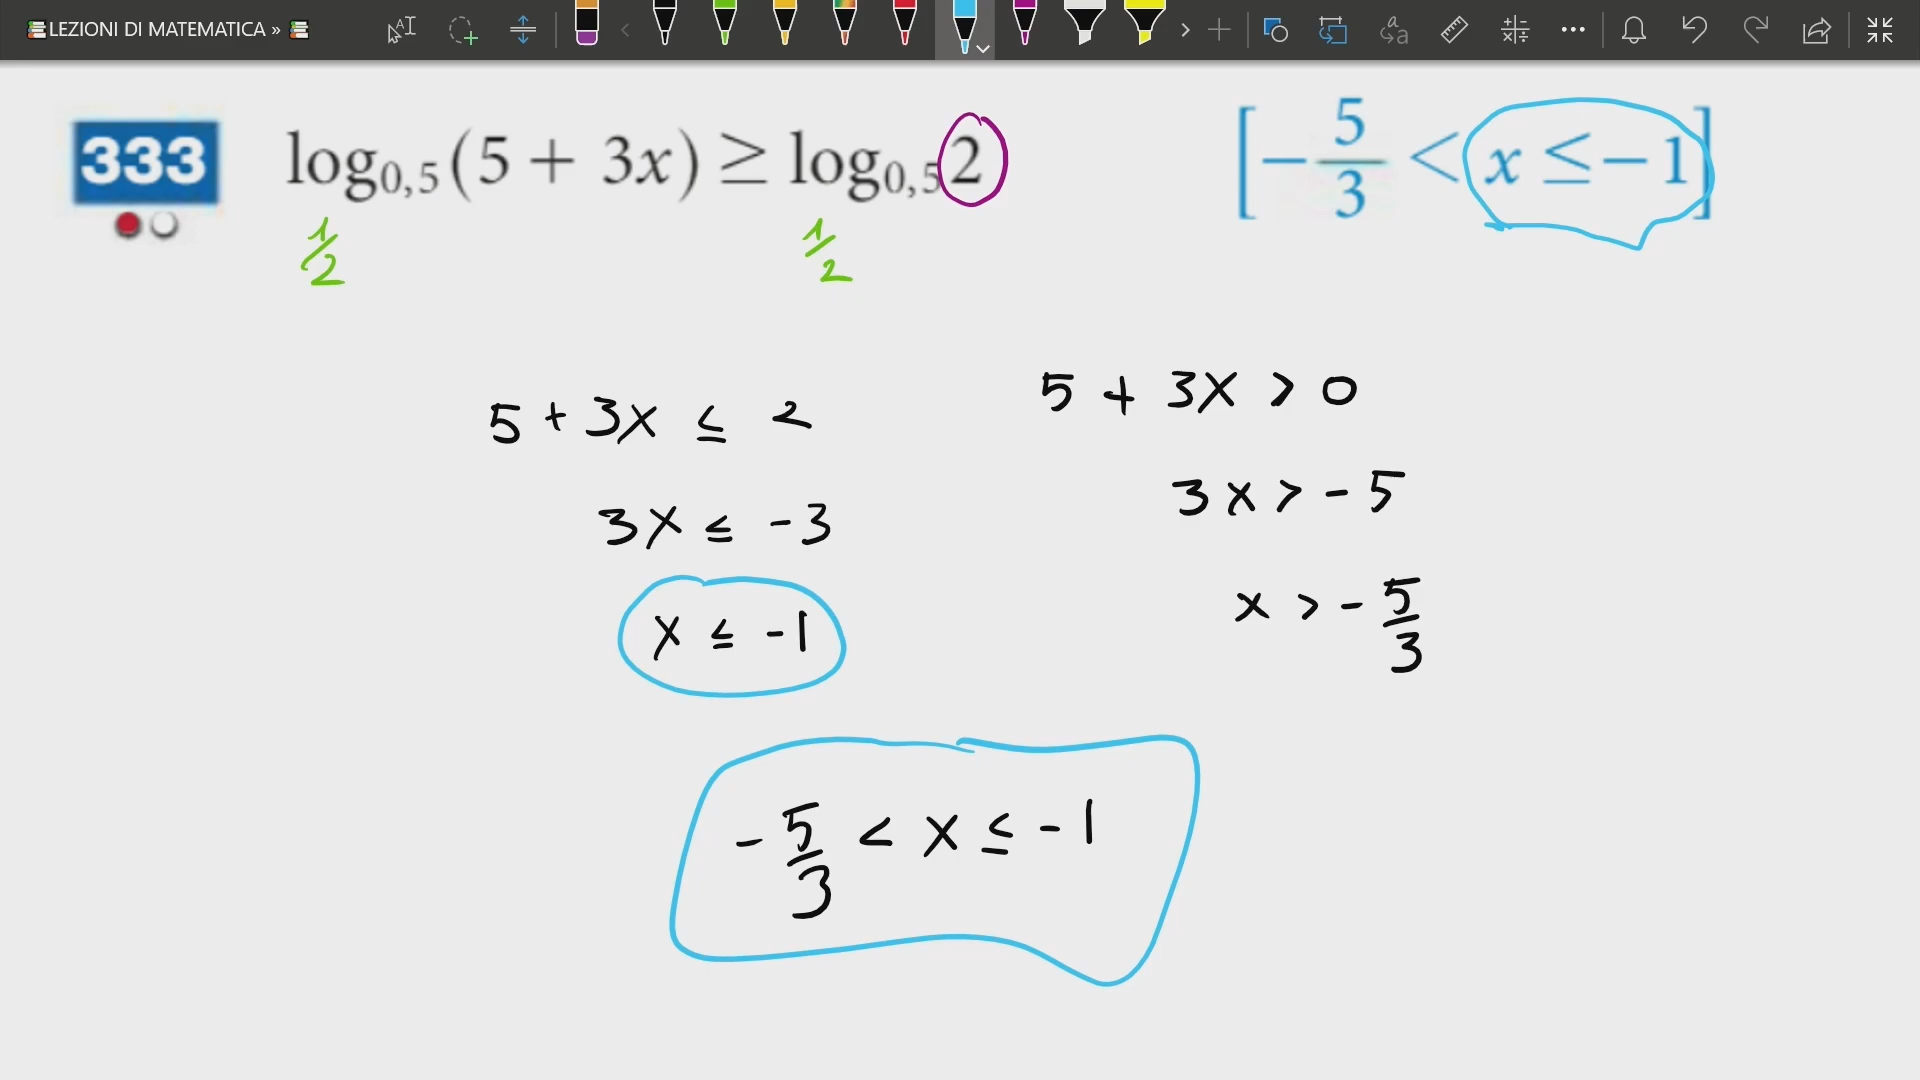 LEZIONI DI MATEMATICA »
333 log0,5(5 + 3x) ≥ log0,5 2 [-5/3 < x ≤ -1]
1/2 1/2
5 + 3x ≤ 2
5 + 3x > 0
3x ≤ -3
3x > -5
x ≤ -1
x > -5/3
-5/3 < x ≤ -1